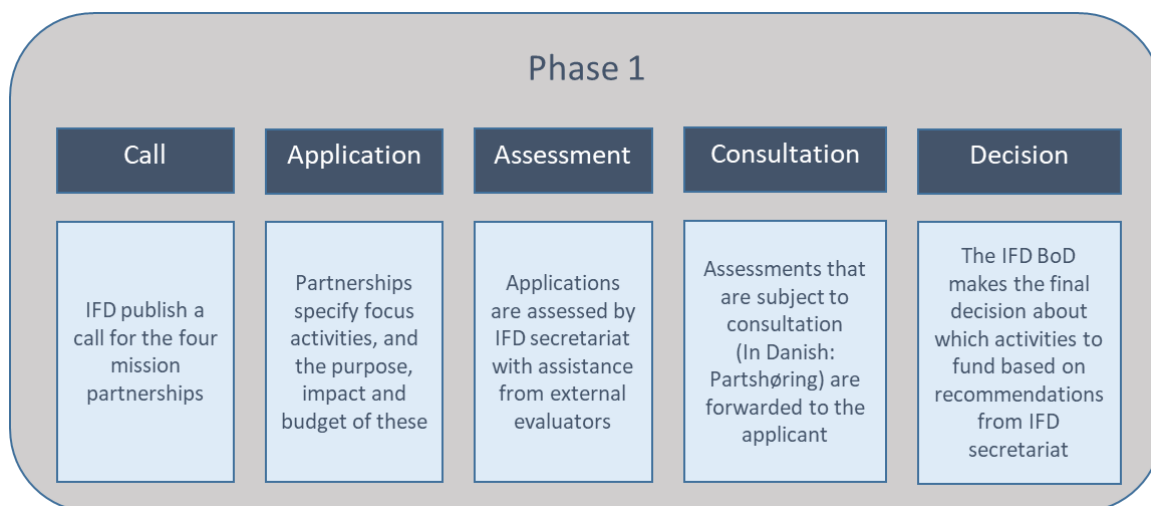 Phase 1
Call
Application
Assessment
Consultation
Decision
IFD publish a
call for the four
mission
partnerships
Partnerships
specify focus
activities, and
the purpose,
impact and
budget of these
Applications
are assessed by
IFD secretariat
with assistance
from external
evaluators
Assessments that
are subject to
consultation
(In Danish:
Partshøring) are
forwarded to the
applicant
The IFD BoD
makes the final
decision about
which activities to
fund based on
recommendations
from IFD
secretariat